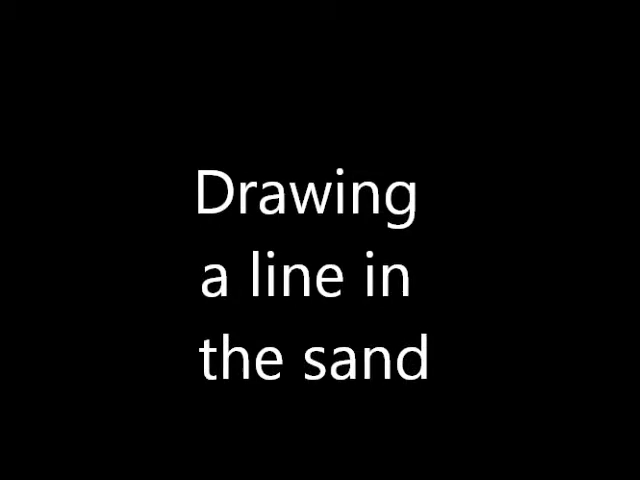 Drawing
a line in
the sand